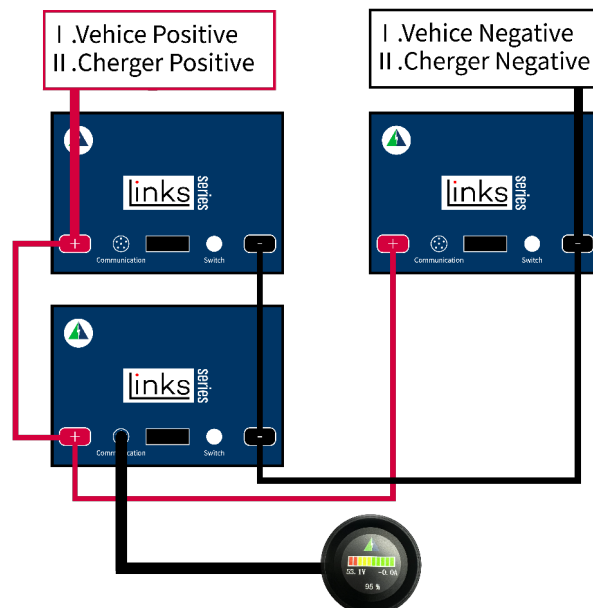 Ⅰ.Vehice Positive
Ⅱ.Cherger Positive
Ⅰ.Vehice Negative
Ⅱ.Cherger Negative
Links series
+
Communication
Switch
-
Links series
+
Communication
Switch
-
Links series
+
Communication
Switch
-
53.1V -0.0A
95 %